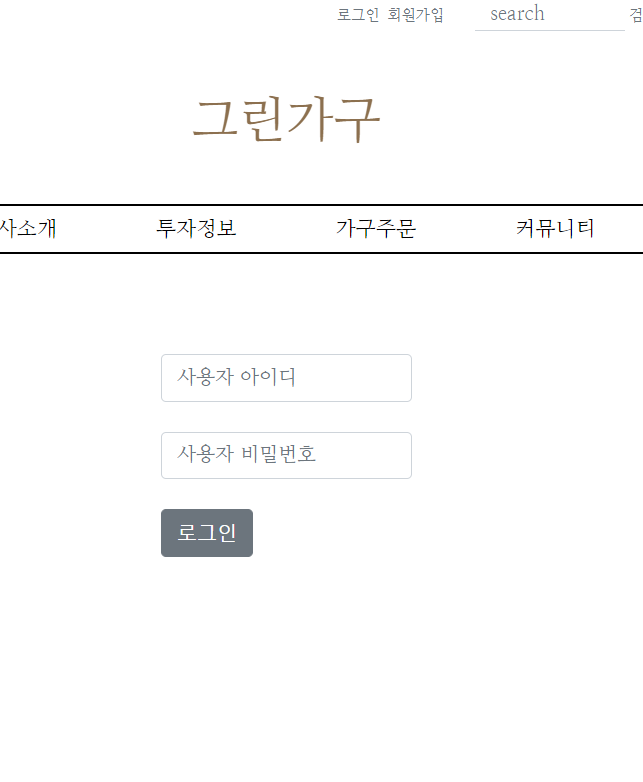 로그인 회원가입 search 검
그린가구
사소개 투자정보 가구주문 커뮤니티
사용자 아이디
사용자 비밀번호
로그인